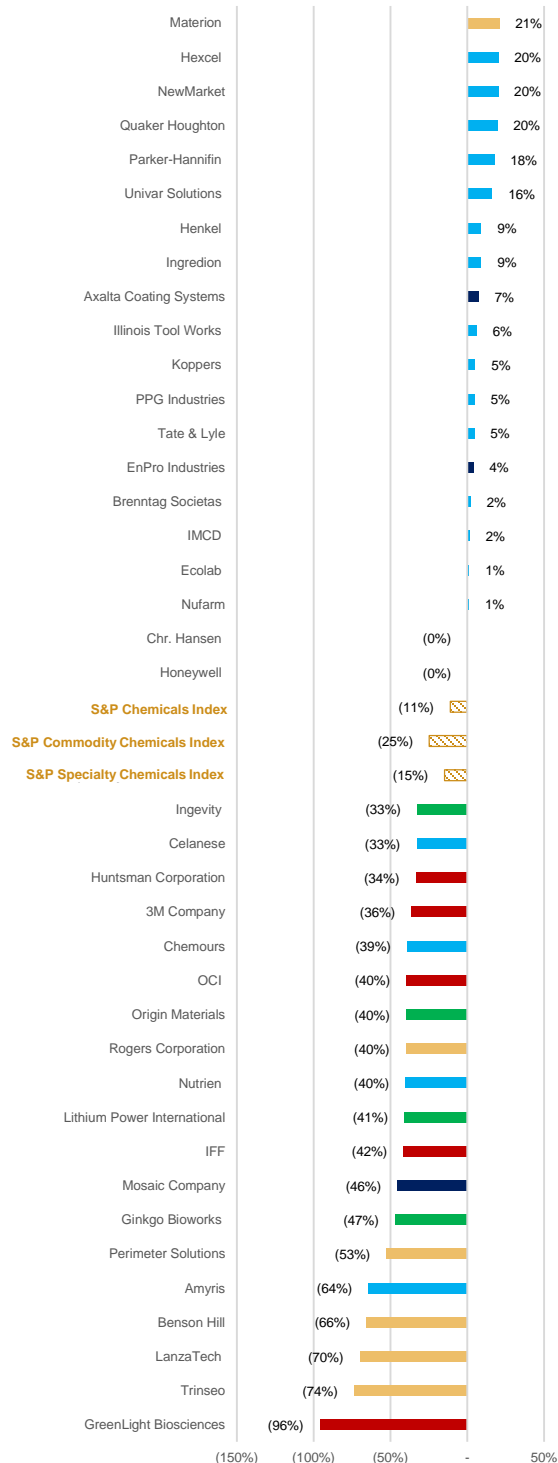 Materion 21%
Hexcel 20%
NewMarket 20%
Quaker Houghton 20%
Parker-Hannifin 18%
Univar Solutions 16%
Henkel 9%
Ingredion 9%
Axalta Coating Systems 7%
Illinois Tool Works 6%
Koppers 5%
PPG Industries 5%
Tate & Lyle 5%
EnPro Industries 4%
Brenntag Societas 2%
IMCD 2%
Ecolab 1%
Nufarm 1%
Chr. Hansen (0%)
Honeywell (0%)
S&P Chemicals Index (11%)
S&P Commodity Chemicals Index (25%)
S&P Specialty Chemicals Index (15%)
Ingevity (33%)
Celanese (33%)
Huntsman Corporation (34%)
3M Company (36%)
Chemours (39%)
OCI (40%)
Origin Materials (40%)
Rogers Corporation (40%)
Nutrien (40%)
Lithium Power International (41%)
IFF (42%)
Mosaic Company (46%)
Ginkgo Bioworks (47%)
Perimeter Solutions (53%)
Amyris (64%)
Benson Hill (66%)
LanzaTech (70%)
Trinseo (74%)
GreenLight Biosciences (96%)
(150%) (100%) (50%) - 50%